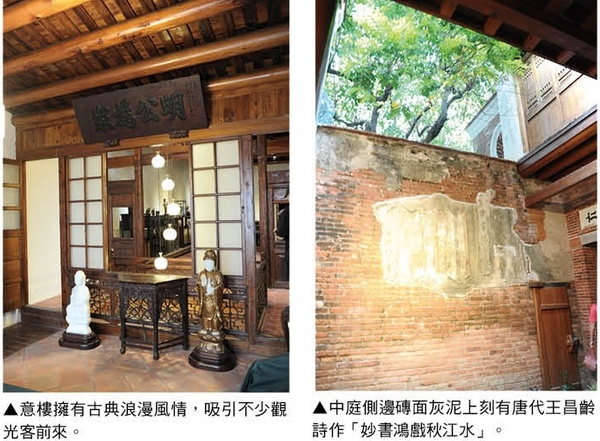 ▲意樓擁有古典浪漫風情，吸引不少觀
光客前來。
▲中庭側邊磚面灰泥上刻有唐代王昌齡
詩作「妙書鴻戲秋江水」。